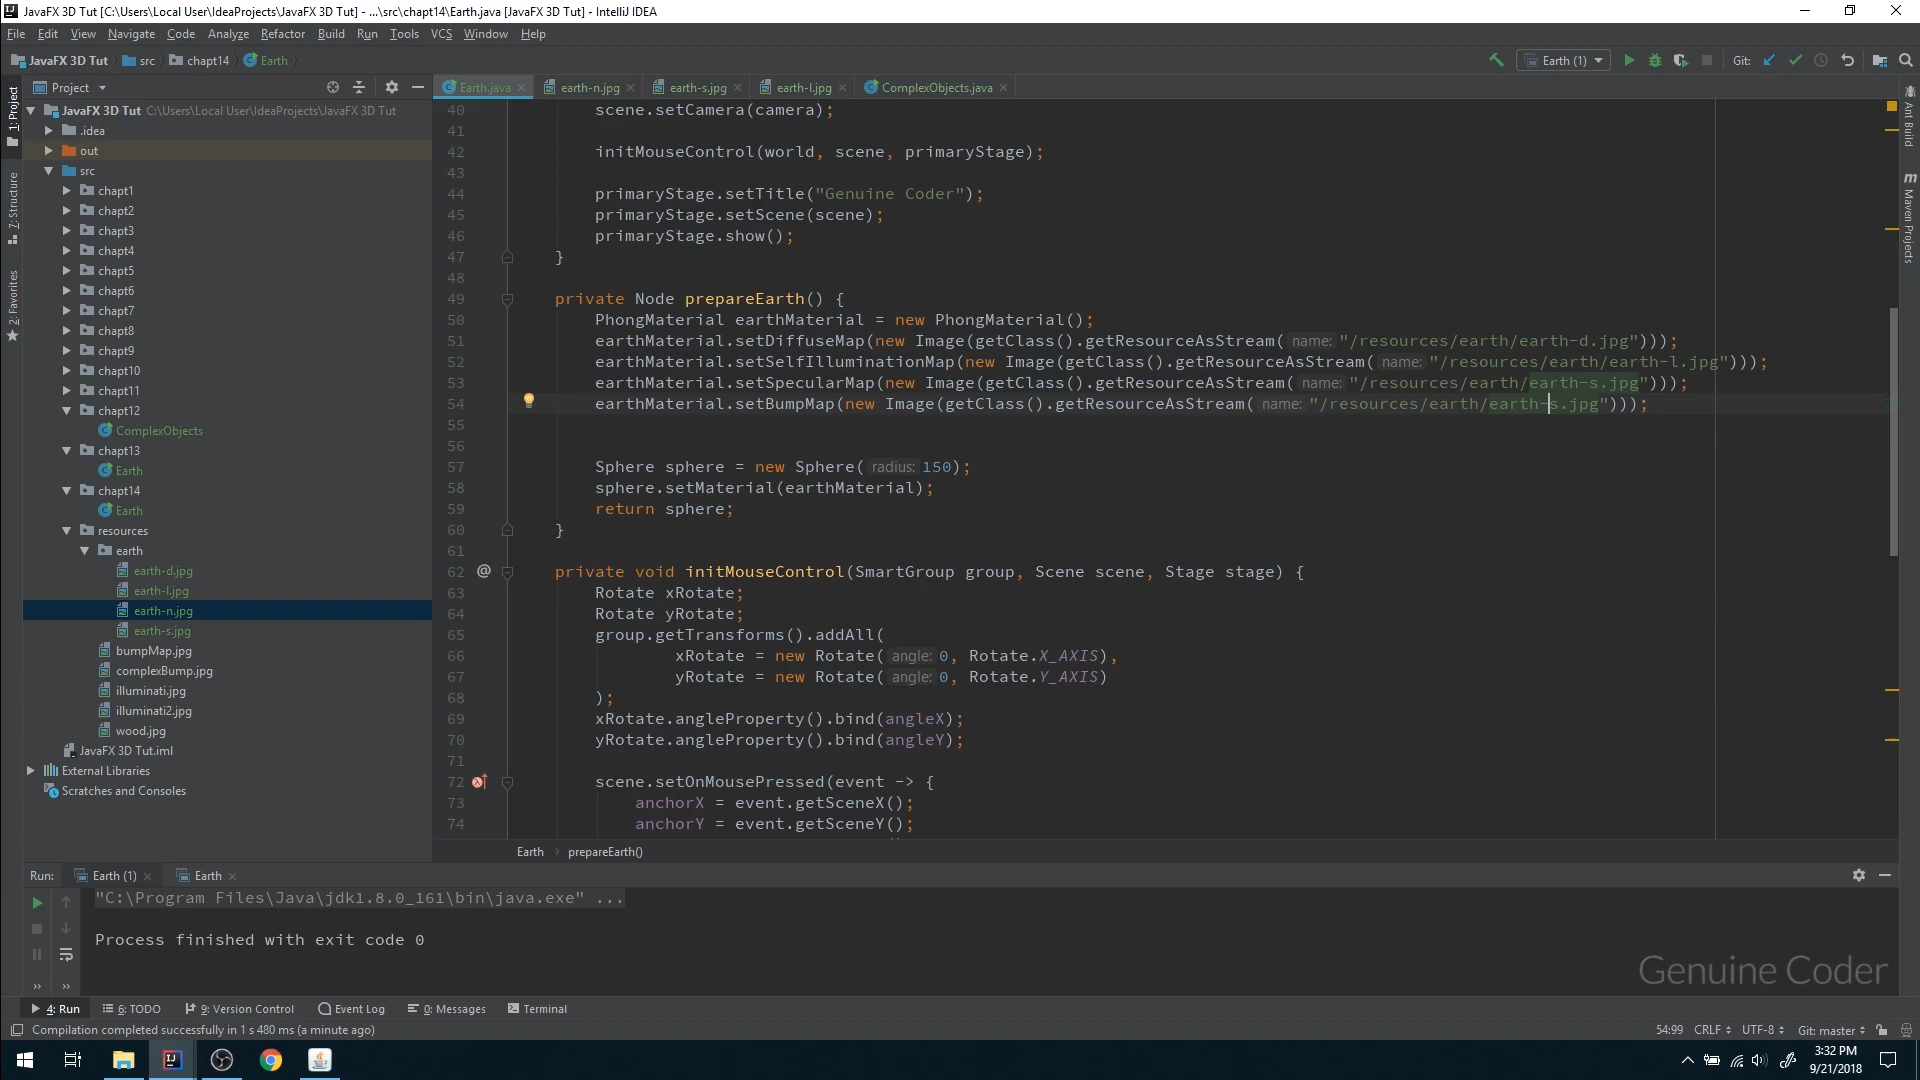 JavaFX 3D Tut [C:\Users\Local User\IdeaProjects\JavaFX 3D Tut] - ...\src\chapt14\Earth.java [JavaFX 3D Tut] - IntelliJ IDEA
File Edit View Navigate Code Analyze Refactor Build Run Tools VCS Window Help
JavaFX 3D Tut src chapt14 Earth Earth (1) Git:
Project
Earth.java earth-n.jpg earth-s.jpg earth-l.jpg ComplexObjects.java
1: Project
7: Structure
2: Favorites
JavaFX 3D Tut C:\Users\Local User\IdeaProjects\JavaFX 3D Tut
.idea
out
src
chapt1
chapt2
chapt3
chapt4
chapt5
chapt6
chapt7
chapt8
chapt9
chapt10
chapt11
chapt12
ComplexObjects
chapt13
Earth
chapt14
Earth
resources
earth
earth-d.jpg
earth-l.jpg
earth-n.jpg
earth-s.jpg
bumpMap.jpg
complexBump.jpg
illuminati.jpg
illuminati2.jpg
wood.jpg
JavaFX 3D Tut.iml
External Libraries
Scratches and Consoles
40 scene.setCamera(camera);
41
42 initMouseControl(world, scene, primaryStage);
43
44 primaryStage.setTitle("Genuine Coder");
45 primaryStage.setScene(scene);
46 primaryStage.show();
47 }
48
49 private Node prepareEarth() {
50 PhongMaterial earthMaterial = new PhongMaterial();
51 earthMaterial.setDiffuseMap(new Image(getClass().getResourceAsStream( name: "/resources/earth/earth-d.jpg")));
52 earthMaterial.setSelfIlluminationMap(new Image(getClass().getResourceAsStream( name: "/resources/earth/earth-l.jpg")));
53 earthMaterial.setSpecularMap(new Image(getClass().getResourceAsStream( name: "/resources/earth/earth-s.jpg")));
54 earthMaterial.setBumpMap(new Image(getClass().getResourceAsStream( name: "/resources/earth/earth-s.jpg")));
55
56
57 Sphere sphere = new Sphere( radius: 150);
58 sphere.setMaterial(earthMaterial);
59 return sphere;
60 }
61
62 @ private void initMouseControl(SmartGroup group, Scene scene, Stage stage) {
63 Rotate xRotate;
64 Rotate yRotate;
65 group.getTransforms().addAll(
66 xRotate = new Rotate( angle: 0, Rotate.X_AXIS),
67 yRotate = new Rotate( angle: 0, Rotate.Y_AXIS)
68 );
69 xRotate.angleProperty().bind(angleX);
70 yRotate.angleProperty().bind(angleY);
71
72 scene.setOnMousePressed(event -> {
73 anchorX = event.getSceneX();
74 anchorY = event.getSceneY();
Earth prepareEarth()
Ant Build
Maven Projects
Run: Earth (1) Earth
"C:\Program Files\Java\jdk1.8.0_161\bin\java.exe" ...
Process finished with exit code 0
Genuine Coder
4: Run 6: TODO 9: Version Control Event Log 0: Messages Terminal
Compilation completed successfully in 1 s 480 ms (a minute ago) 54:99 CRLF UTF-8 Git: master
3:32 PM
9/21/2018